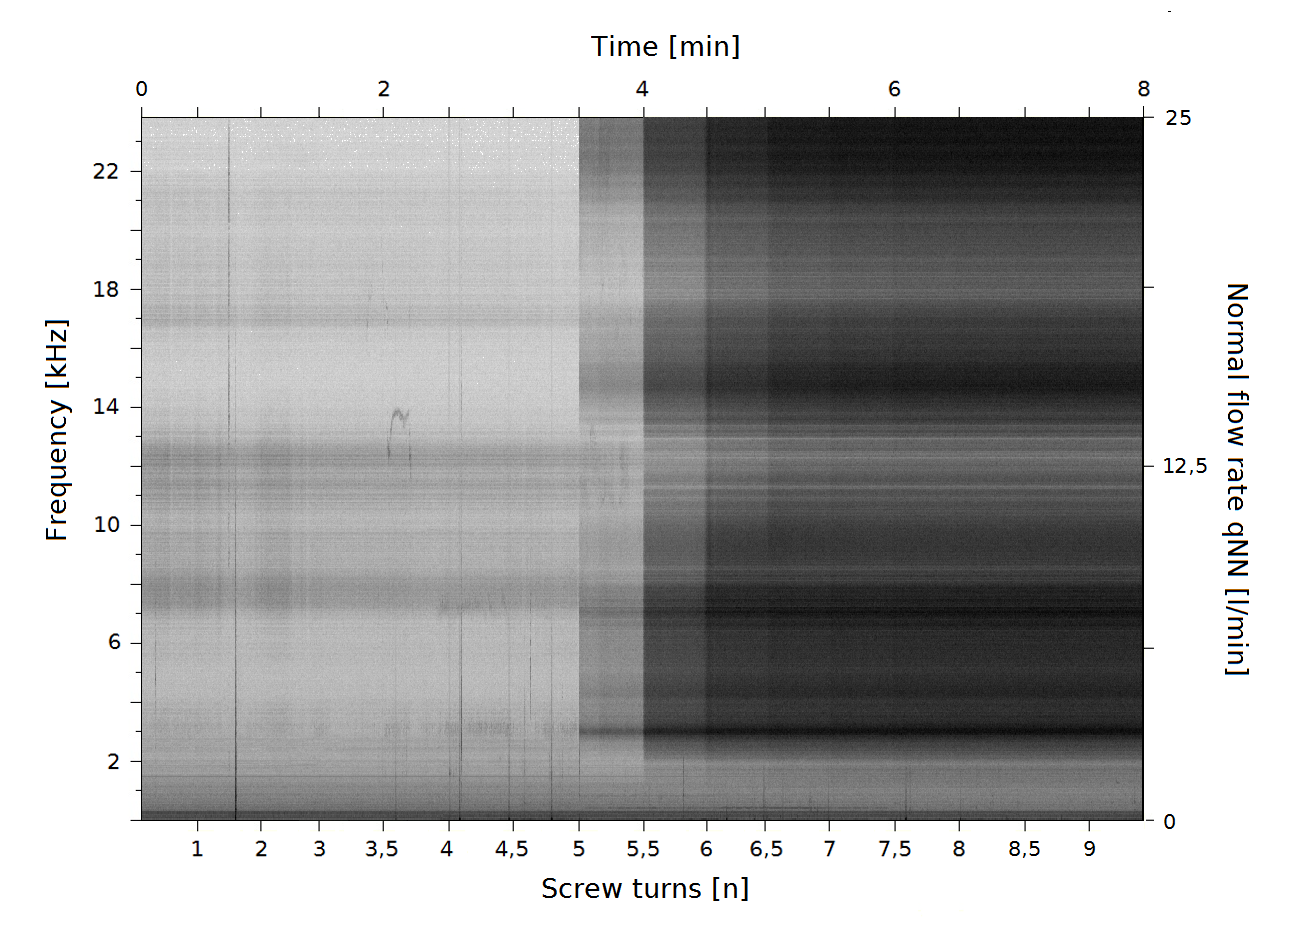 Time [min]
0 2 4 6 8
25
22
18
14
12,5
10
6
2
0
Frequency [kHz]
Normal flow rate qNN [l/min]
1 2 3 3,5 4 4,5 5 5,5 6 6,5 7 7,5 8 8,5 9
Screw turns [n]